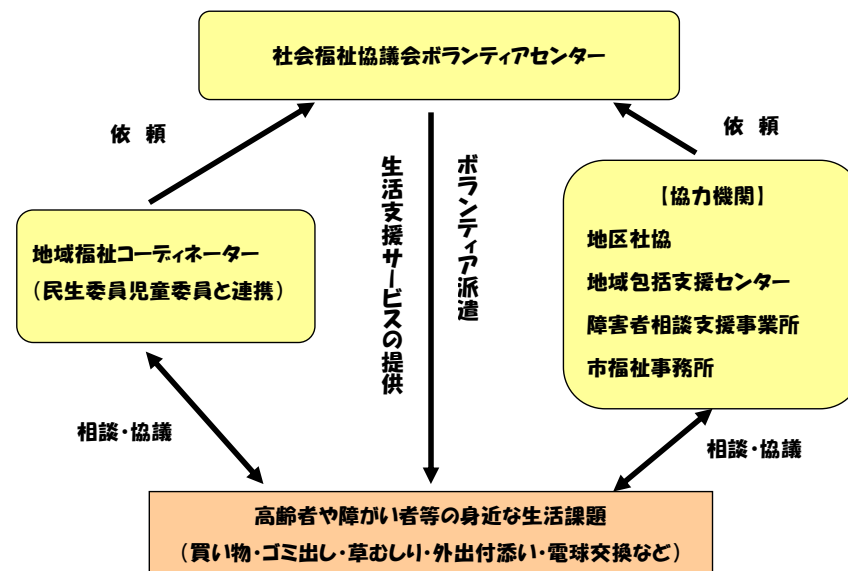 社会福祉協議会ボランティアセンター
依 頼
依 頼
生活支援サービスの提供
ボランティア派遣
地域福祉コーディネーター
(民生委員児童委員と連携)
【協力機関】
地区社協
地域包括支援センター
障害者相談支援事業所
市福祉事務所
相談・協議
相談・協議
高齢者や障がい者等の身近な生活課題
(買い物・ゴミ出し・草むしり・外出付添い・電球交換など)